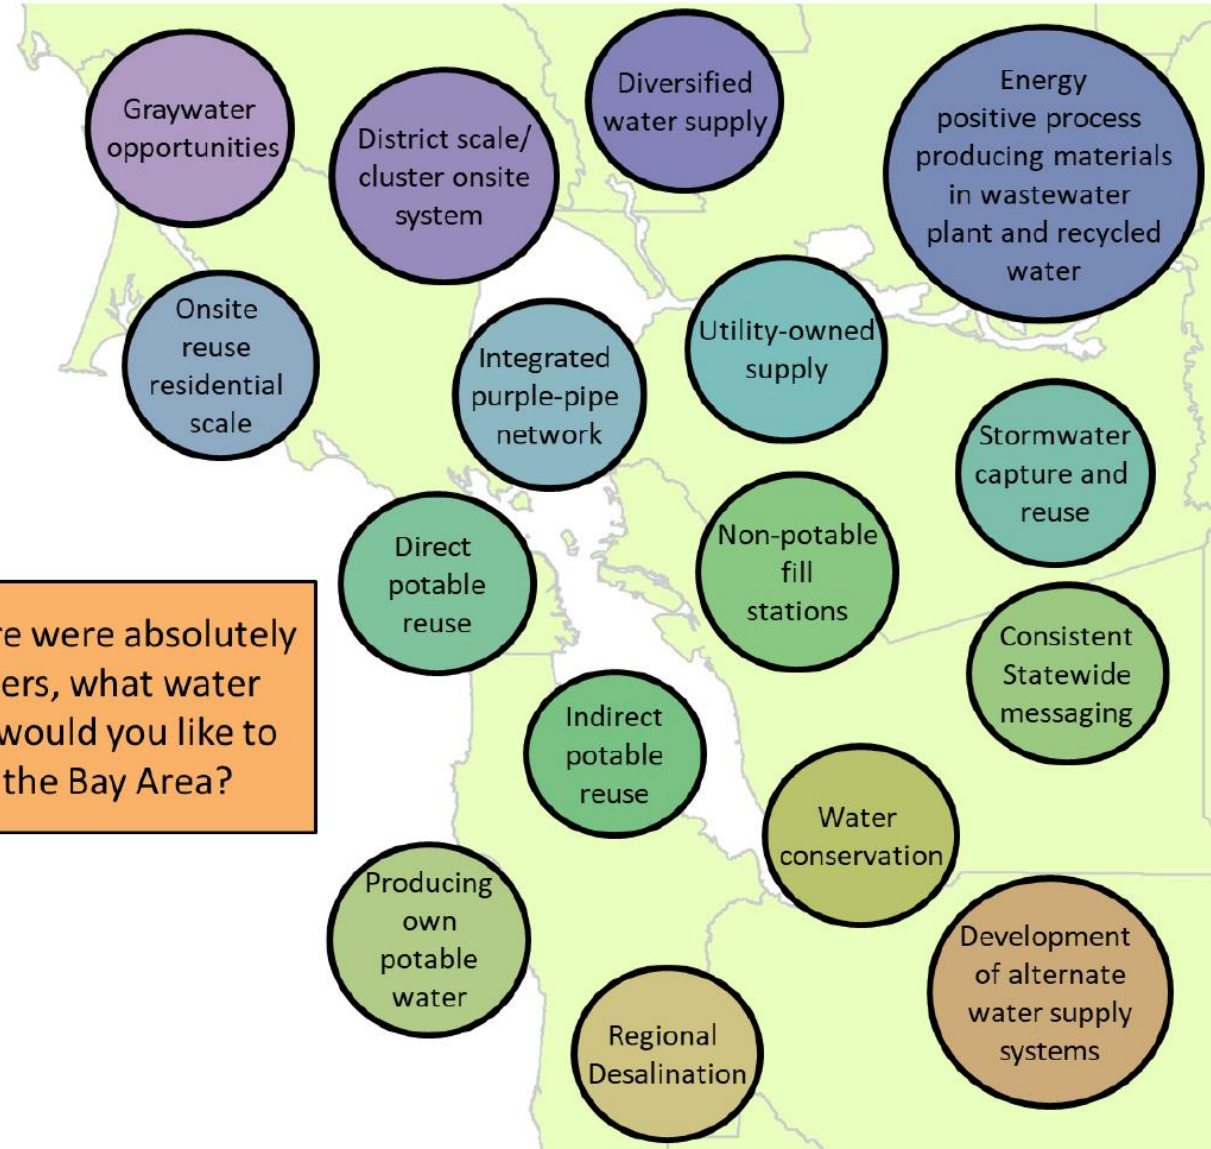 Graywater
opportunities
District scale/
cluster onsite
system
Diversified
water supply
Energy
positive process
producing materials
in wastewater
plant and recycled
water
Onsite
reuse
residential
scale
Integrated
purple-pipe
network
Utility-owned
supply
Stormwater
capture and
reuse
Direct
potable
reuse
Non-potable
fill
stations
Consistent
Statewide
messaging
re were absolutely
ers, what water
would you like to
the Bay Area?
Indirect
potable
reuse
Water
conservation
Producing
own
potable
water
Regional
Desalination
Development
of alternate
water supply
systems